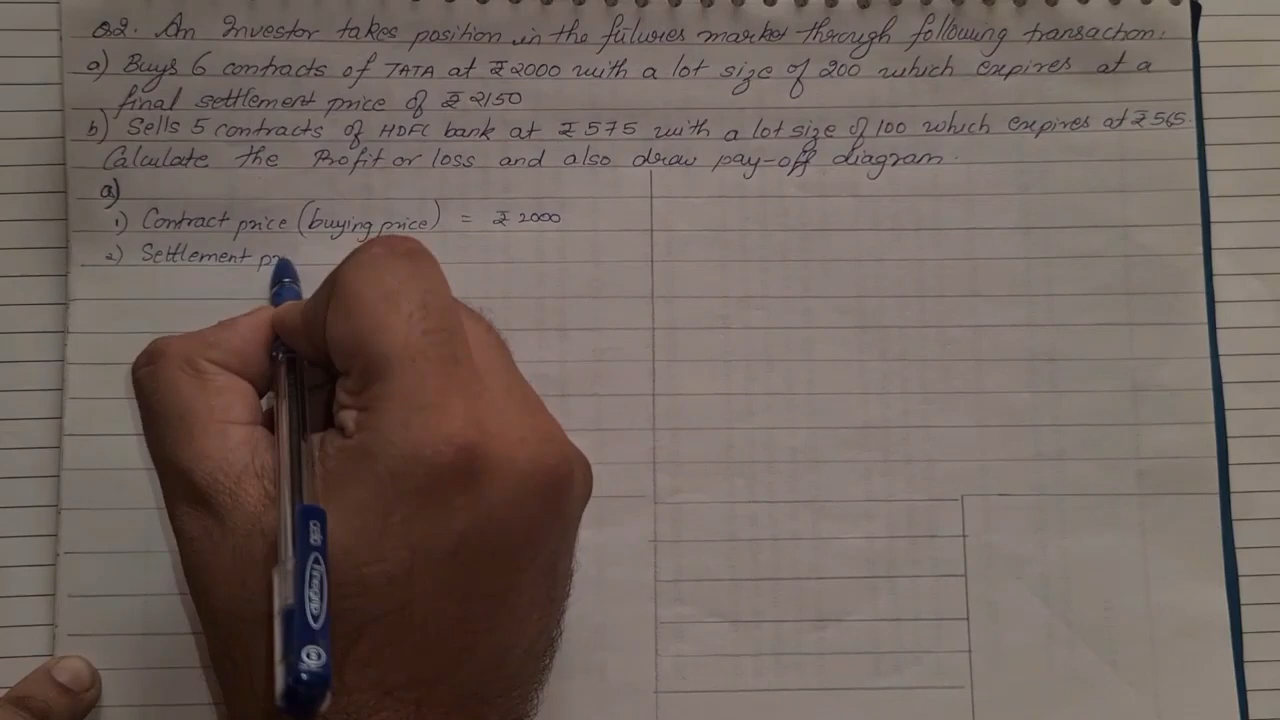 Q2. An Investor takes position in the futures market through following transaction:
a) Buys 6 contracts of TATA at ₹2000 with a lot size of 200 which expires at a
final settlement price of ₹2150
b) Sells 5 contracts of HDFC bank at ₹575 with a lot size of 100 which expires at ₹565.
Calculate the Profit or loss and also draw pay-off diagram.
a)
1) Contract price (buying price) = ₹2000
2) Settlement pr
cello
finegrip